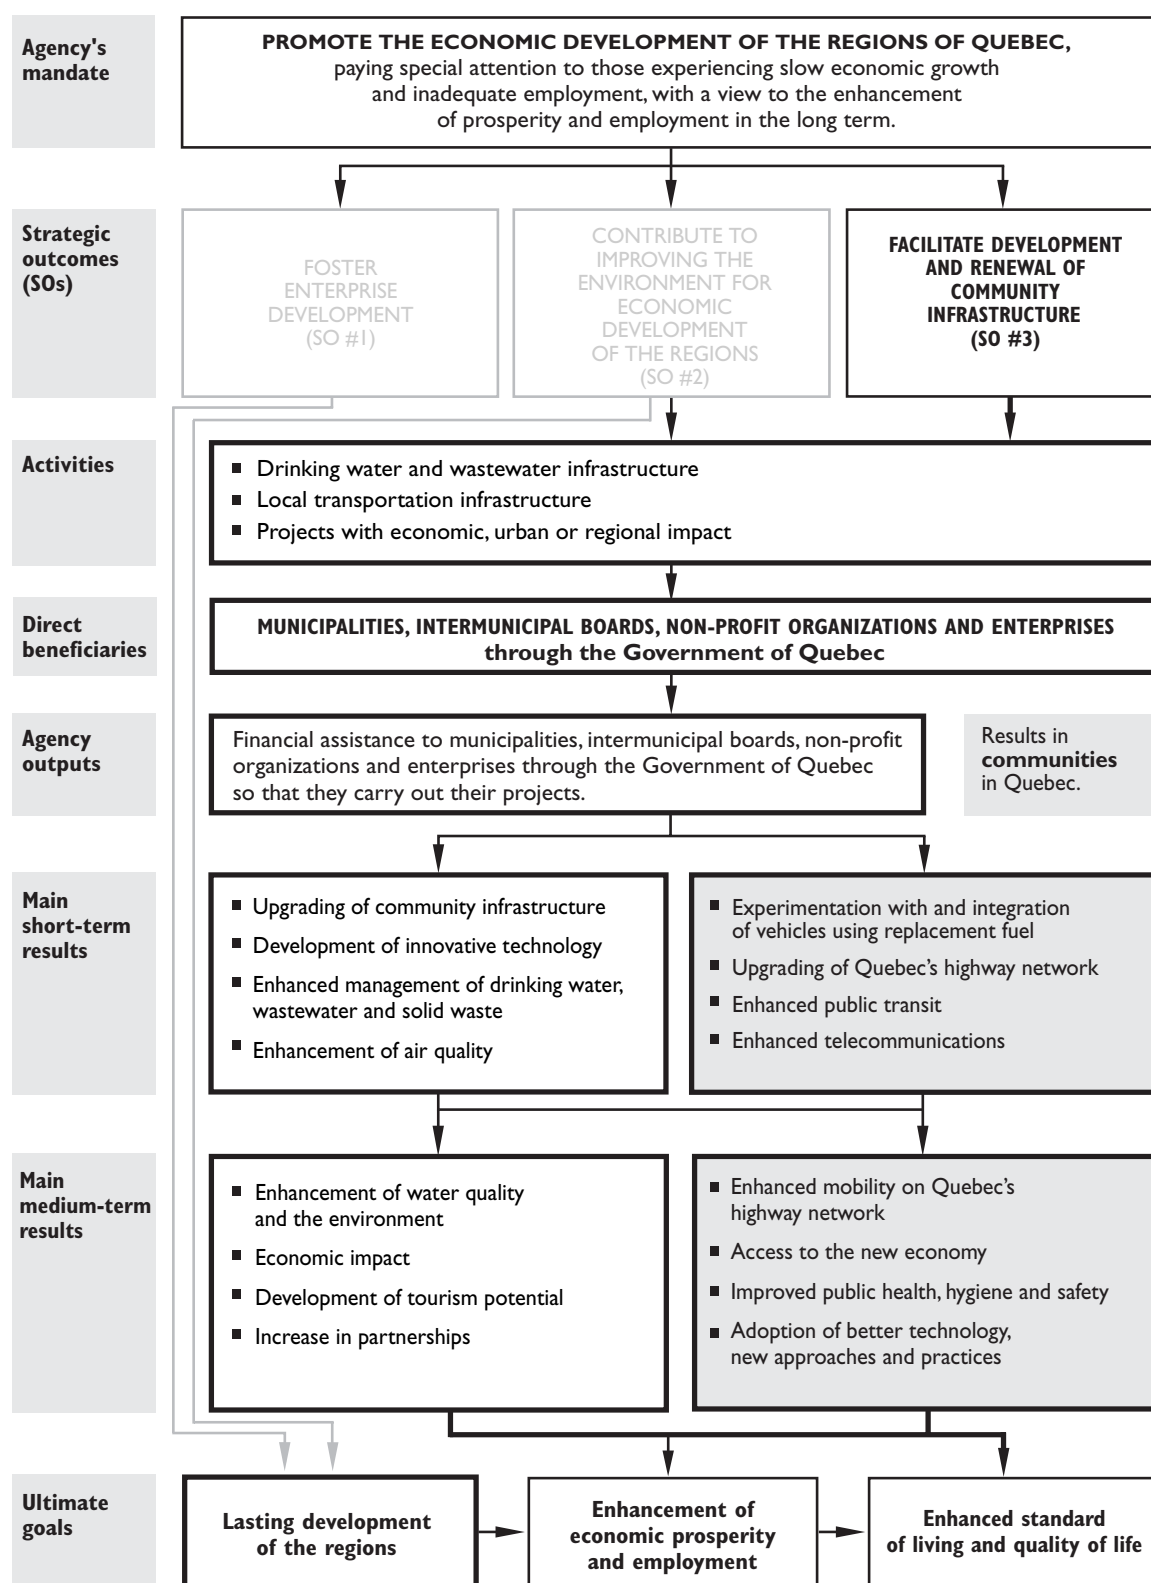 Agency's
mandate
PROMOTE THE ECONOMIC DEVELOPMENT OF THE REGIONS OF QUEBEC,
paying special attention to those experiencing slow economic growth
and inadequate employment, with a view to the enhancement
of prosperity and employment in the long term.
Strategic
outcomes
(SOs)
FOSTER
ENTERPRISE
DEVELOPMENT
(SO #1)
CONTRIBUTE TO
IMPROVING THE
ENVIRONMENT FOR
ECONOMIC
DEVELOPMENT
OF THE REGIONS
(SO #2)
FACILITATE DEVELOPMENT
AND RENEWAL OF
COMMUNITY
INFRASTRUCTURE
(SO #3)
Activities
■ Drinking water and wastewater infrastructure
■ Local transportation infrastructure
■ Projects with economic, urban or regional impact
Direct
beneficiaries
MUNICIPALITIES, INTERMUNICIPAL BOARDS, NON-PROFIT ORGANIZATIONS AND ENTERPRISES
through the Government of Quebec
Agency
outputs
Financial assistance to municipalities, intermunicipal boards, non-profit
organizations and enterprises through the Government of Quebec
so that they carry out their projects.
Results in
communities
in Quebec.
Main
short-term
results
■ Upgrading of community infrastructure
■ Development of innovative technology
■ Enhanced management of drinking water,
wastewater and solid waste
■ Enhancement of air quality
■ Experimentation with and integration
of vehicles using replacement fuel
■ Upgrading of Quebec's highway network
■ Enhanced public transit
■ Enhanced telecommunications
Main
medium-term
results
■ Enhancement of water quality
and the environment
■ Economic impact
■ Development of tourism potential
■ Increase in partnerships
■ Enhanced mobility on Quebec's
highway network
■ Access to the new economy
■ Improved public health, hygiene and safety
■ Adoption of better technology,
new approaches and practices
Ultimate
goals
Lasting development
of the regions
Enhancement of
economic prosperity
and employment
Enhanced standard
of living and quality of life